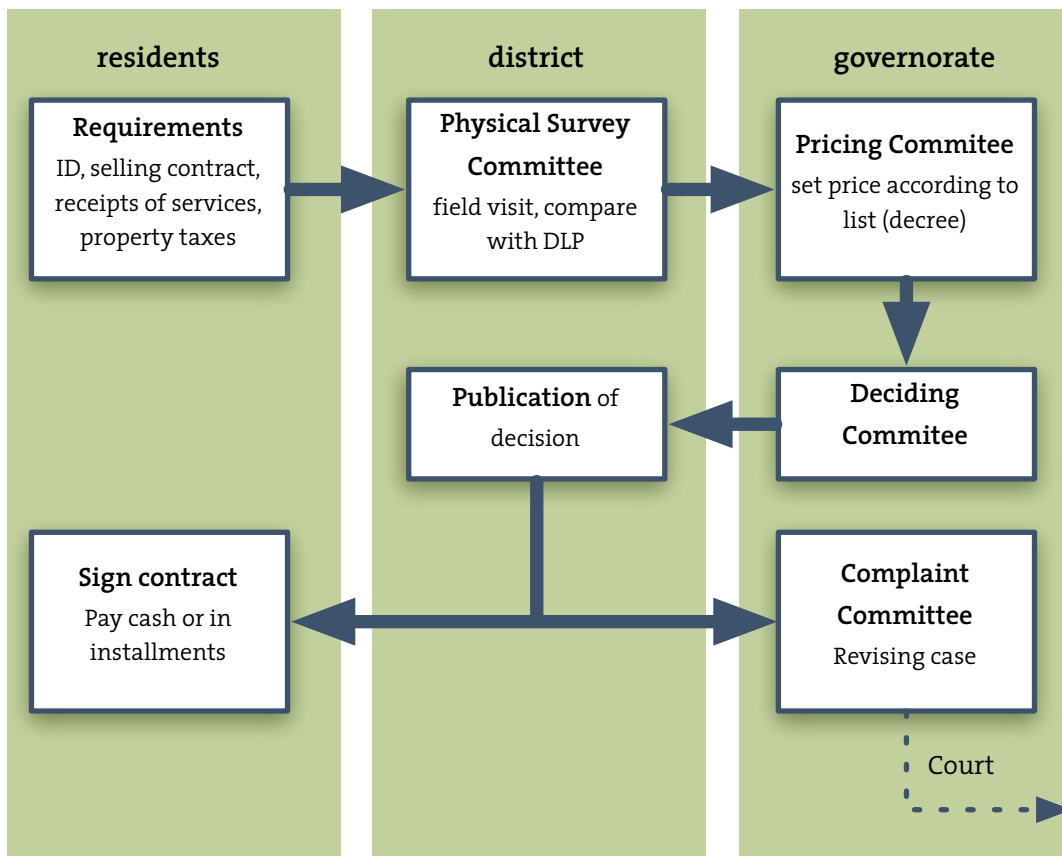 residents
district
governorate
Requirements
ID, selling contract,
receipts of services,
property taxes
Physical Survey
Committee
field visit, compare
with DLP
Pricing Commitee
set price according to
list (decree)
Publication of
decision
Deciding
Commitee
Sign contract
Pay cash or in
installments
Complaint
Committee
Revising case
Court